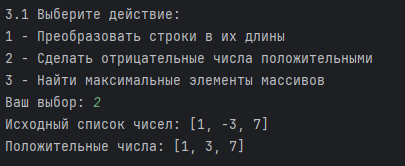 3.1 Выберите действие:
1 - Преобразовать строки в их длины
2 - Сделать отрицательные числа положительными
3 - Найти максимальные элементы массивов
Ваш выбор: 2
Исходный список чисел: [1, -3, 7]
Положительные числа: [1, 3, 7]